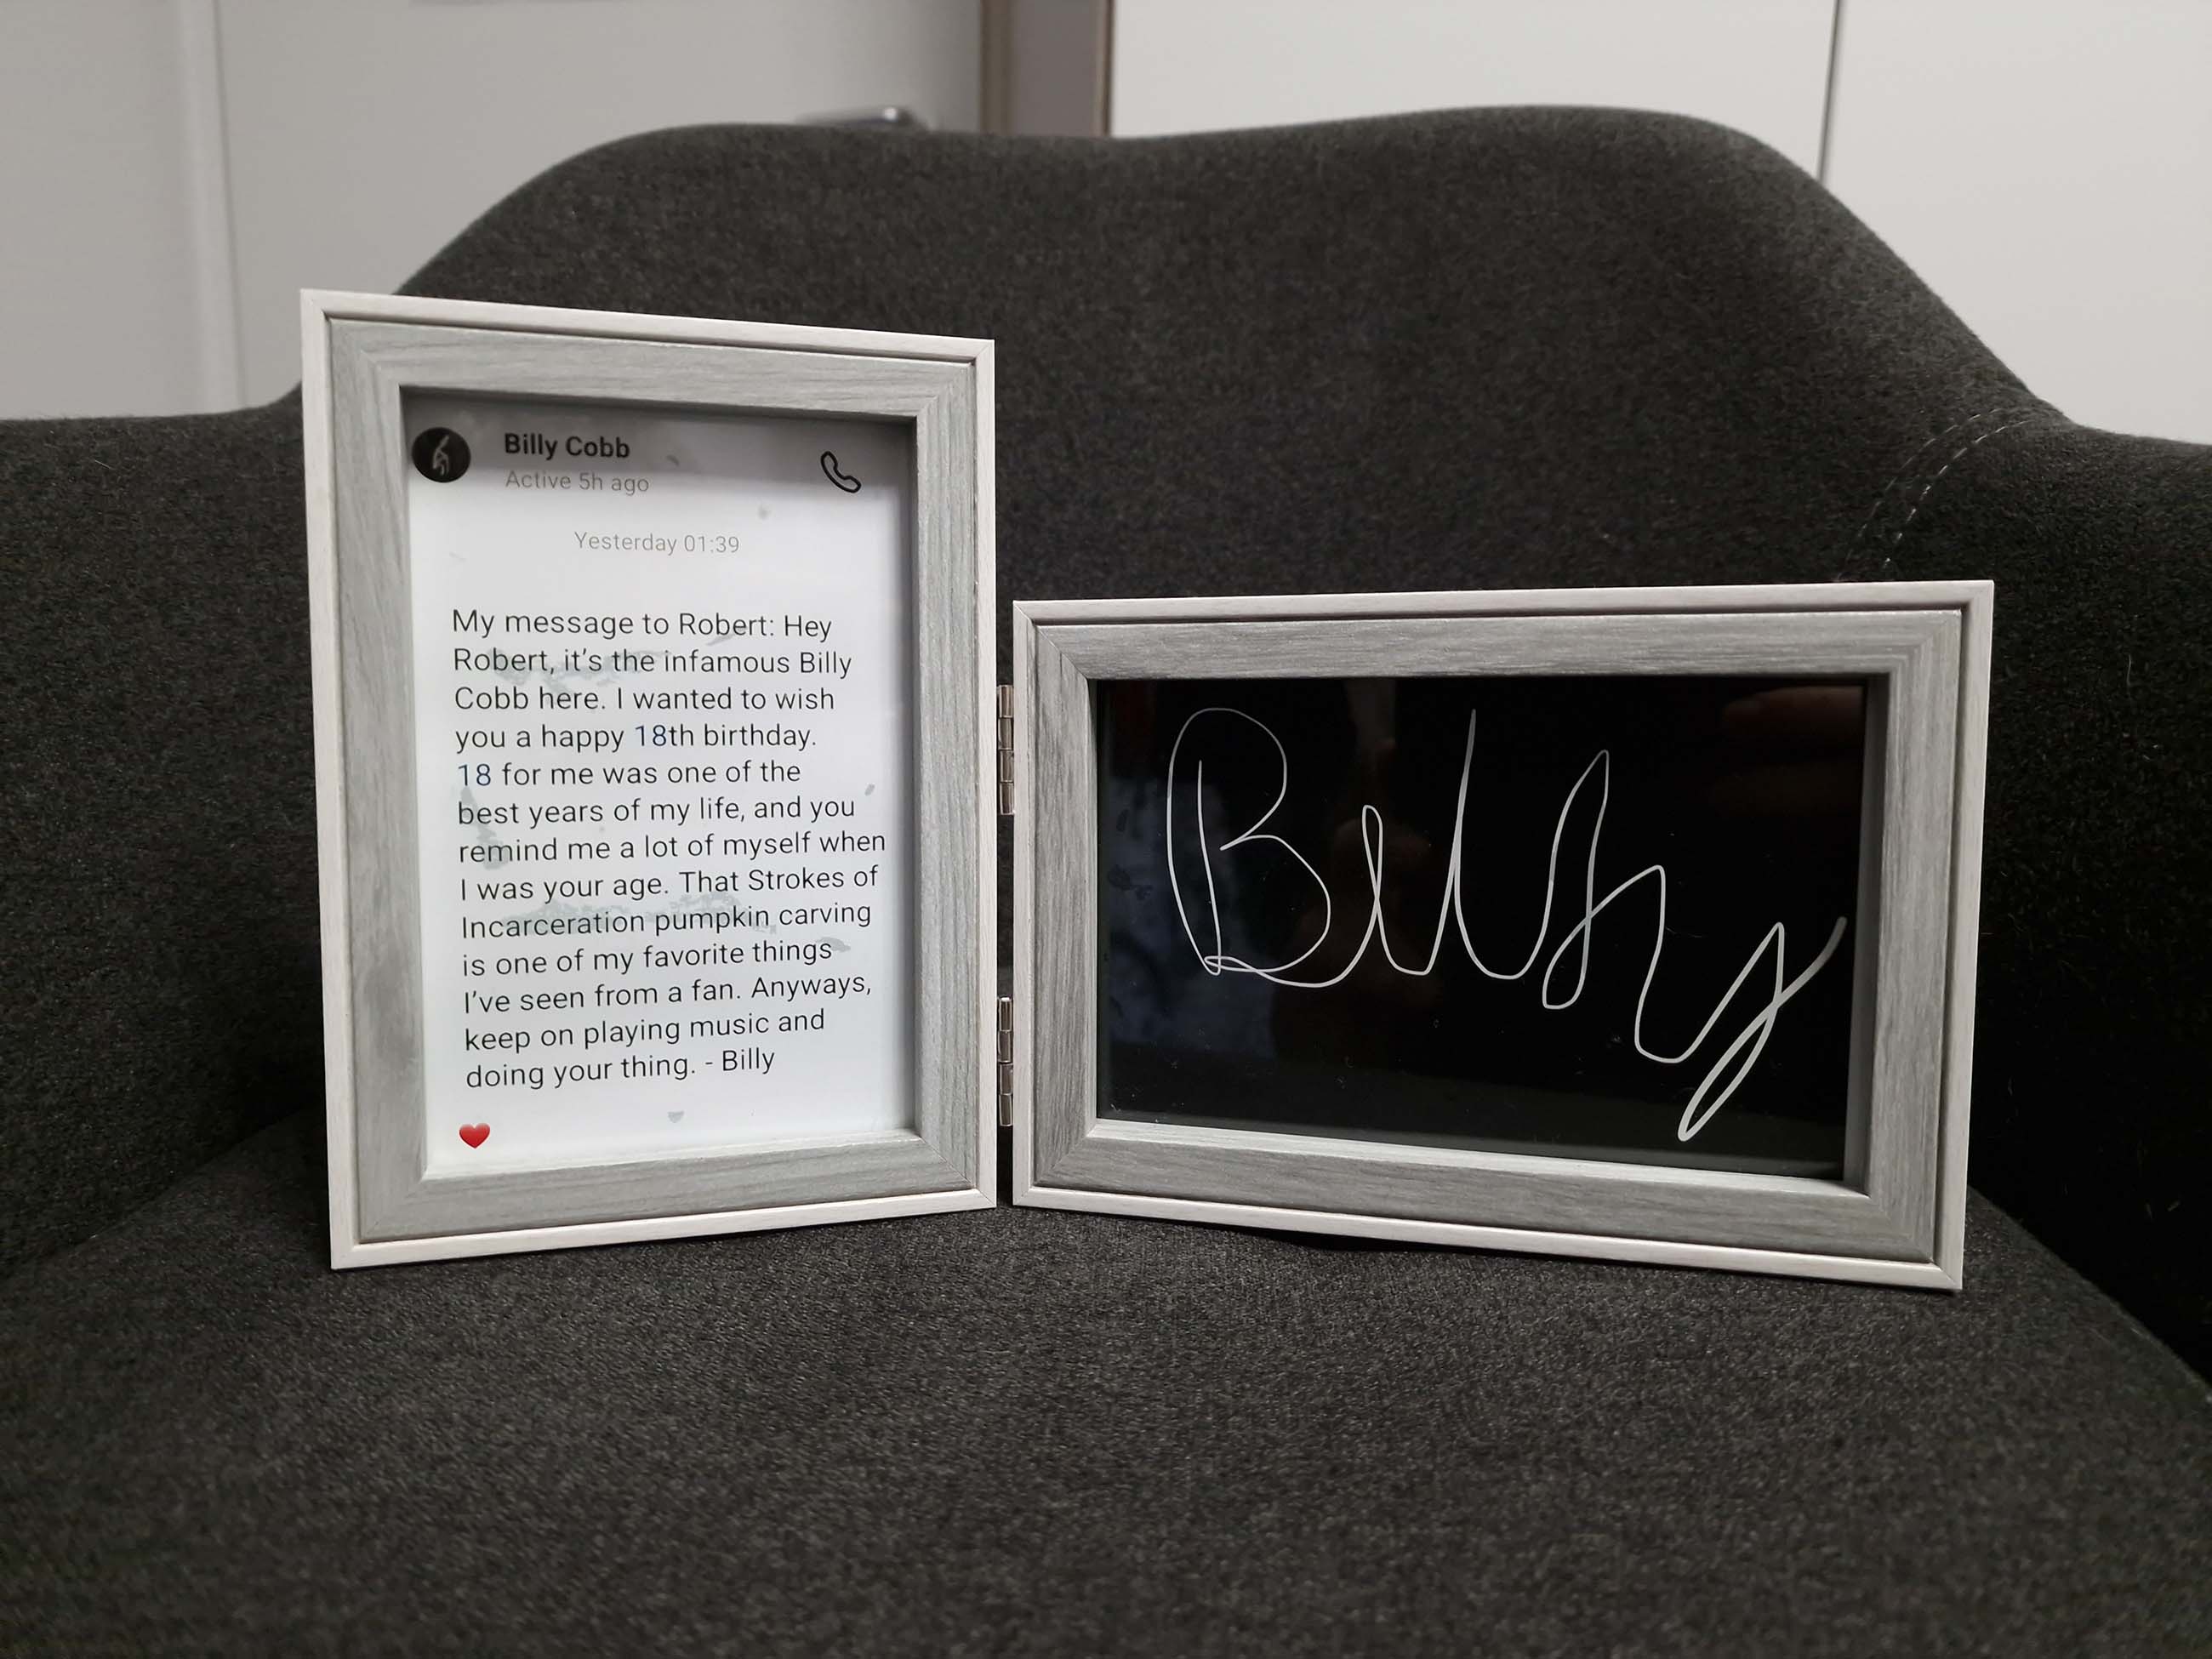 Billy Cobb
Active 5h ago
Yesterday 01:39
My message to Robert: Hey
Robert, it's the infamous Billy
Cobb here. I wanted to wish
you a happy 18th birthday.
18 for me was one of the
best years of my life, and you
remind me a lot of myself when
I was your age. That Strokes of
Incarceration pumpkin carving
is one of my favorite things
I've seen from a fan. Anyways,
keep on playing music and
doing your thing. - Billy
Billy